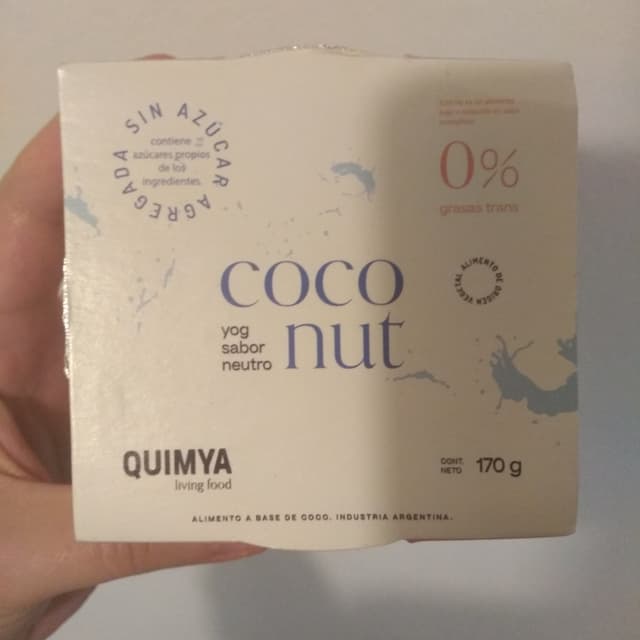 SIN AZÚCAR AGREGADA
contiene
azúcares propios
de los
ingredientes
0%
grasas trans
ALIMENTO DE ORIGEN VEGETAL
coco
nut
yog
sabor
neutro
QUIMYA
living food
CONT.
NETO
170 g
ALIMENTO A BASE DE COCO. INDUSTRIA ARGENTINA.